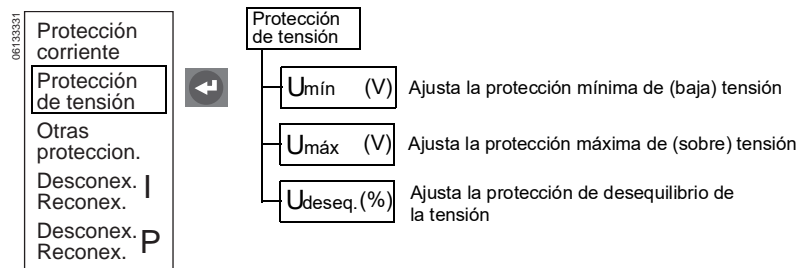 06133331
Protección
corriente
Protección
de tensión
Otras
proteccion.
Desconex. I
Reconex.
Desconex. P
Reconex.
Protección
de tensión
Umín (V) Ajusta la protección mínima de (baja) tensión
Umáx (V) Ajusta la protección máxima de (sobre) tensión
Udeseq.(%) Ajusta la protección de desequilibrio de
la tensión